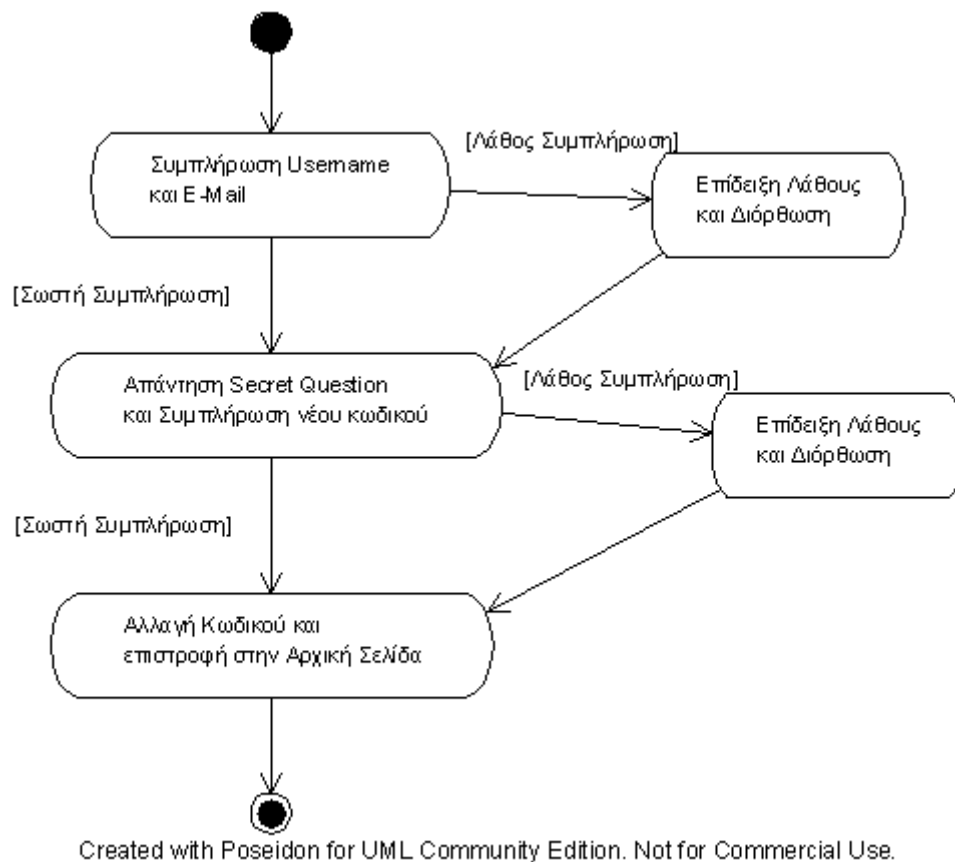 [Λάθος Συμπλήρωση]
Συμπλήρωση Username
και E-Mail
Επίδειξη Λάθους
και Διόρθωση
[Σωστή Συμπλήρωση]
Απάντηση Secret Question
και Συμπλήρωση νέου κωδικού
[Λάθος Συμπλήρωση]
Επίδειξη Λάθους
και Διόρθωση
[Σωστή Συμπλήρωση]
Αλλαγή Κωδικού και
επιστροφή στην Αρχική Σελίδα
Created with Poseidon for UML Community Edition. Not for Commercial Use.